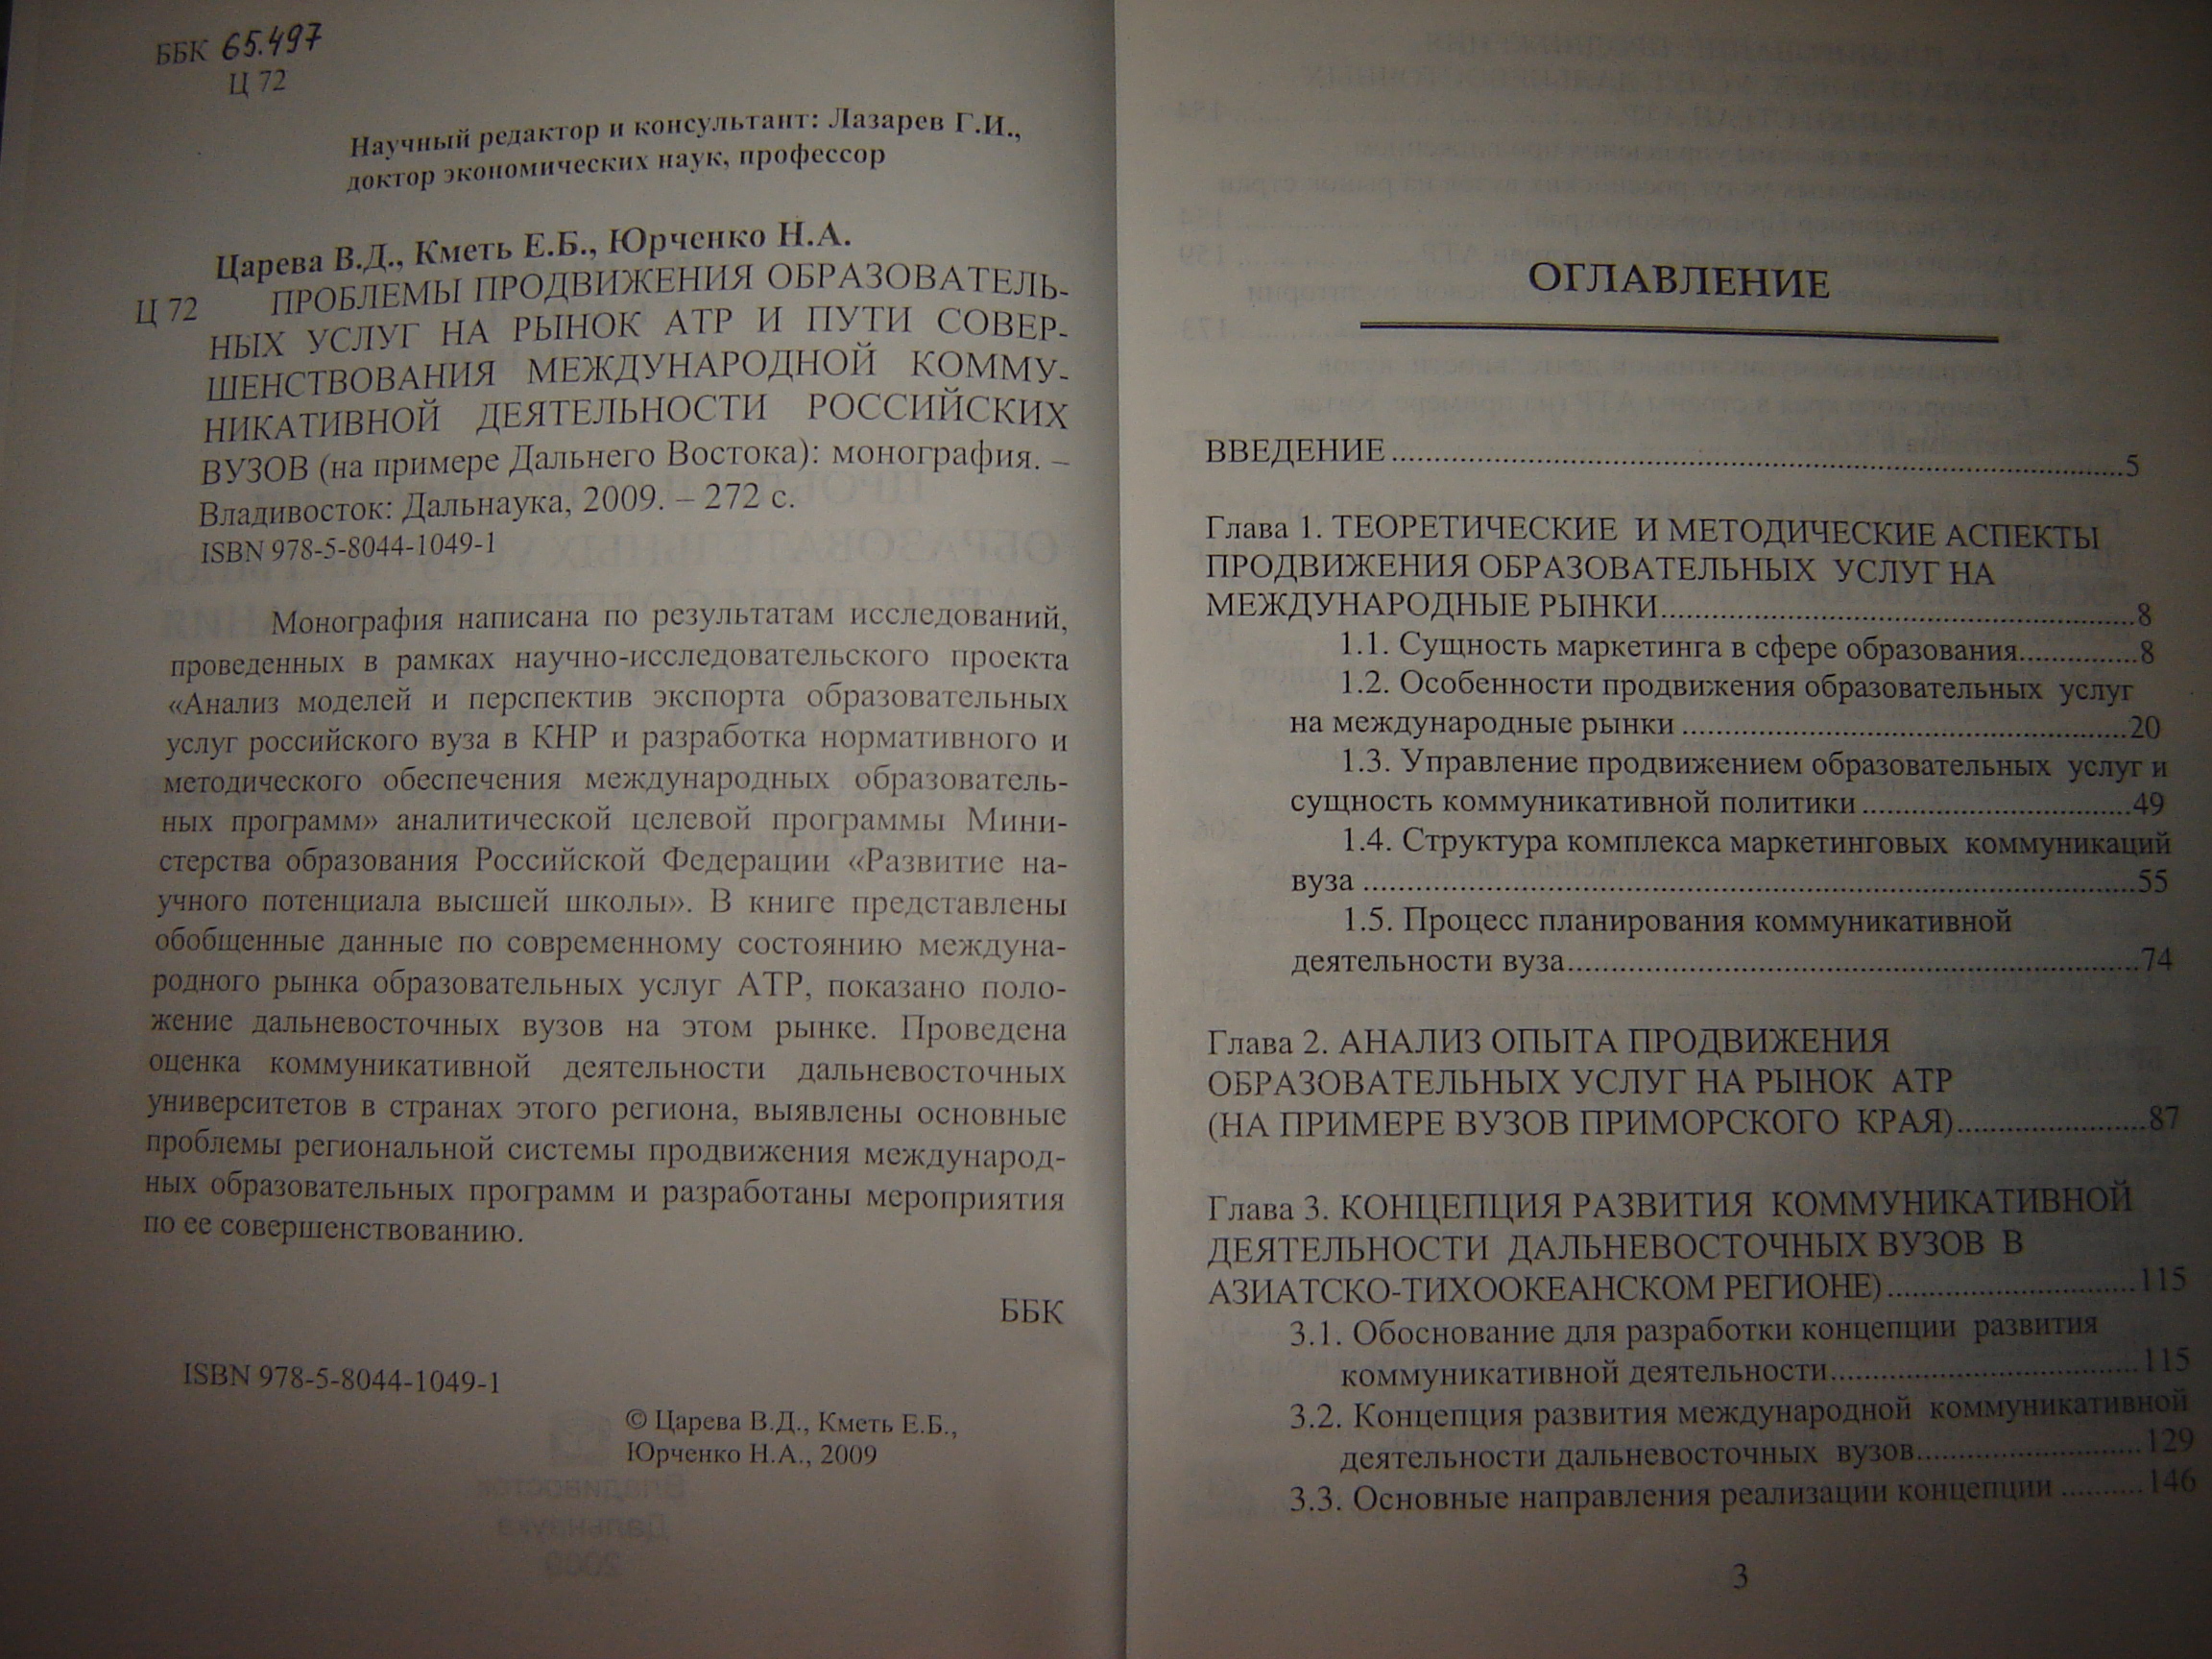 ББК 65.497
Ц 72
Научный редактор и консультант: Лазарев Г.И.,
доктор экономических наук, профессор
Царева В.Д., Кметь Е.Б., Юрченко Н.А.
Ц 72 ПРОБЛЕМЫ ПРОДВИЖЕНИЯ ОБРАЗОВАТЕЛЬ-
НЫХ УСЛУГ НА РЫНОК АТР И ПУТИ СОВЕР-
ШЕНСТВОВАНИЯ МЕЖДУНАРОДНОЙ КОММУ-
НИКАТИВНОЙ ДЕЯТЕЛЬНОСТИ РОССИЙСКИХ
ВУЗОВ (на примере Дальнего Востока): монография. –
Владивосток: Дальнаука, 2009. – 272 с.
ISBN 978-5-8044-1049-1
Монография написана по результатам исследований,
проведенных в рамках научно-исследовательского проекта
«Анализ моделей и перспектив экспорта образовательных
услуг российского вуза в КНР и разработка нормативного и
методического обеспечения международных образователь-
ных программ» аналитической целевой программы Мини-
стерства образования Российской Федерации «Развитие на-
учного потенциала высшей школы». В книге представлены
обобщенные данные по современному состоянию междуна-
родного рынка образовательных услуг АТР, показано поло-
жение дальневосточных вузов на этом рынке. Проведена
оценка коммуникативной деятельности дальневосточных
университетов в странах этого региона, выявлены основные
проблемы региональной системы продвижения международ-
ных образовательных программ и разработаны мероприятия
по ее совершенствованию.
ББК
ISBN 978-5-8044-1049-1
© Царева В.Д., Кметь Е.Б.,
Юрченко Н.А., 2009
ОГЛАВЛЕНИЕ
ВВЕДЕНИЕ.....5
Глава 1. ТЕОРЕТИЧЕСКИЕ И МЕТОДИЧЕСКИЕ АСПЕКТЫ
ПРОДВИЖЕНИЯ ОБРАЗОВАТЕЛЬНЫХ УСЛУГ НА
МЕЖДУНАРОДНЫЕ РЫНКИ.....8
1.1. Сущность маркетинга в сфере образования.....8
1.2. Особенности продвижения образовательных услуг
на международные рынки.....20
1.3. Управление продвижением образовательных услуг и
сущность коммуникативной политики.....49
1.4. Структура комплекса маркетинговых коммуникаций
вуза.....55
1.5. Процесс планирования коммуникативной
деятельности вуза.....74
Глава 2. АНАЛИЗ ОПЫТА ПРОДВИЖЕНИЯ
ОБРАЗОВАТЕЛЬНЫХ УСЛУГ НА РЫНОК АТР
(НА ПРИМЕРЕ ВУЗОВ ПРИМОРСКОГО КРАЯ).....87
Глава 3. КОНЦЕПЦИЯ РАЗВИТИЯ КОММУНИКАТИВНОЙ
ДЕЯТЕЛЬНОСТИ ДАЛЬНЕВОСТОЧНЫХ ВУЗОВ В
АЗИАТСКО-ТИХООКЕАНСКОМ РЕГИОНЕ).....115
3.1. Обоснование для разработки концепции развития
коммуникативной деятельности.....115
3.2. Концепция развития международной коммуникативной
деятельности дальневосточных вузов.....129
3.3. Основные направления реализации концепции.....146
3